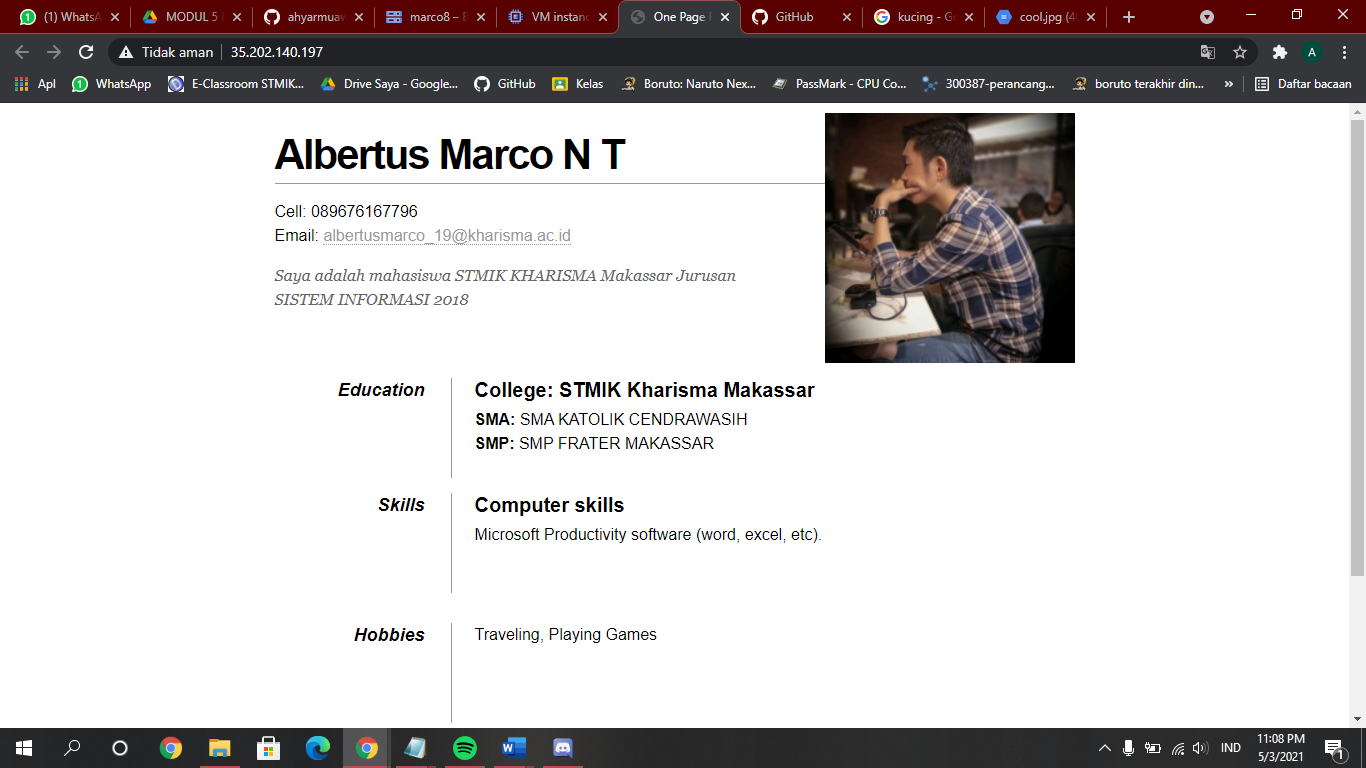 (1) WhatsA
MODUL 5
ahyarmuaw
marco8 – E
VM instanc
One Page R
GitHub
kucing - Go
cool.jpg (4
Tidak aman
35.202.140.197
A
Apl
WhatsApp
E-Classroom STMIK...
Drive Saya - Google...
GitHub
Kelas
Boruto: Naruto Nex...
PassMark - CPU Co...
300387-perancang...
boruto terakhir din...
»
Daftar bacaan
Albertus Marco N T
Cell: 089676167796
Email: albertusmarco_19@kharisma.ac.id
Saya adalah mahasiswa STMIK KHARISMA Makassar Jurusan
SISTEM INFORMASI 2018
Education
College: STMIK Kharisma Makassar
SMA: SMA KATOLIK CENDRAWASIH
SMP: SMP FRATER MAKASSAR
Skills
Computer skills
Microsoft Productivity software (word, excel, etc).
Hobbies
Traveling, Playing Games
IND
11:08 PM
5/3/2021
1